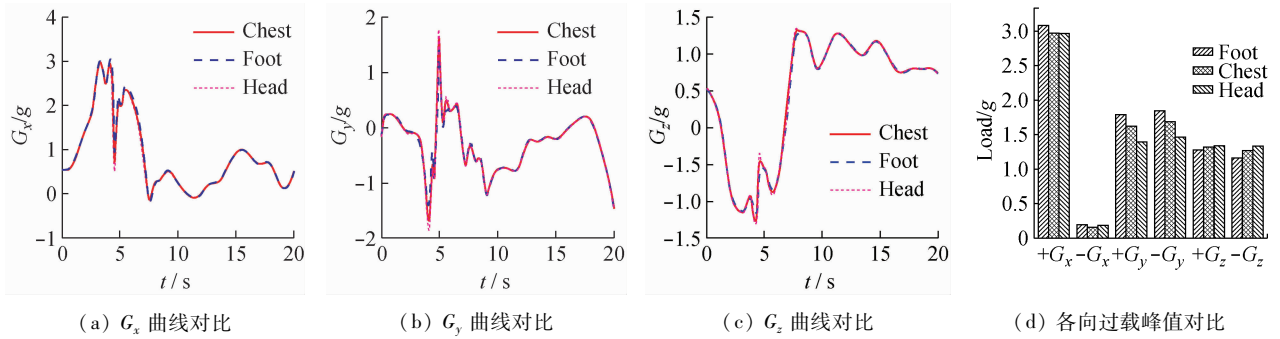 4
3
2
1
0
−1
Gx/g
Chest
Foot
Head
0 5 10 15 20
t / s
(a) Gx 曲线对比
2
1
0
−1
−2
Gy/g
Chest
Foot
Head
0 5 10 15 20
t / s
(b) Gy 曲线对比
1.5
1.0
0.5
0
−0.5
−1.0
−1.5
Gz/g
Chest
Foot
Head
0 5 10 15 20
t / s
(c) Gz 曲线对比
3.0
2.5
2.0
1.5
1.0
0.5
0
Load/g
Foot
Chest
Head
+Gx −Gx +Gy −Gy +Gz −Gz
(d) 各向过载峰值对比